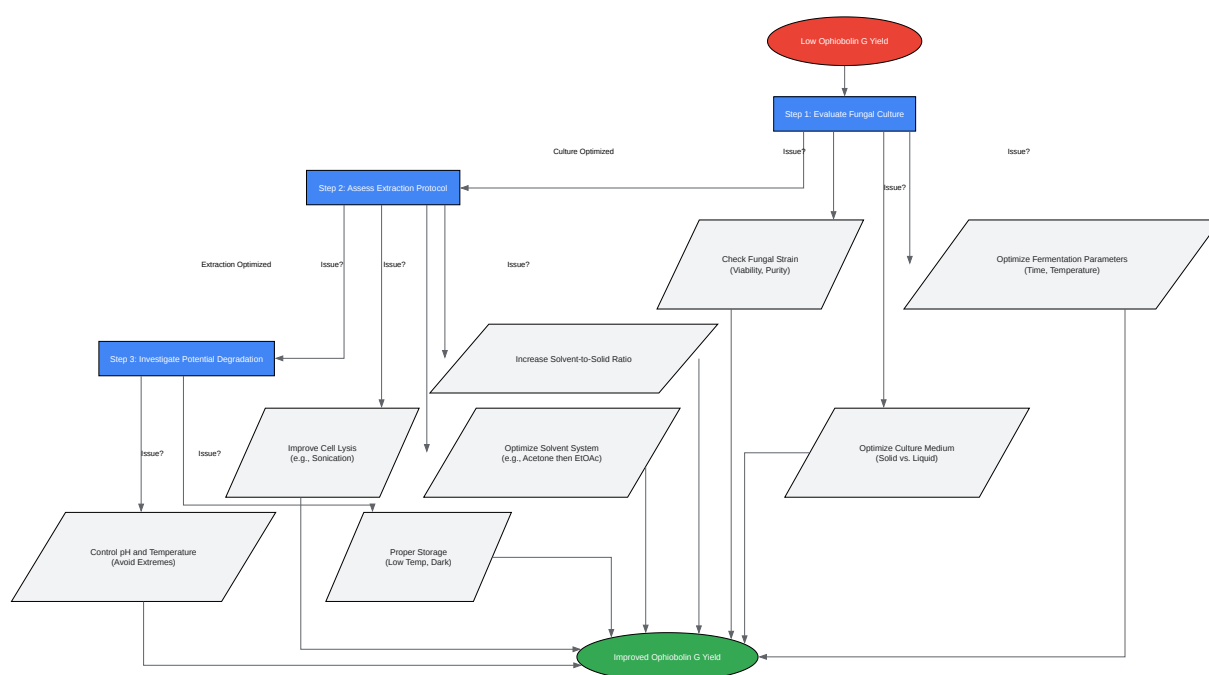 Low Ophiobolin G Yield
Step 1: Evaluate Fungal Culture
Culture Optimized
Issue?
Issue?
Issue?
Step 2: Assess Extraction Protocol
Check Fungal Strain
(Viability, Purity)
Optimize Fermentation Parameters
(Time, Temperature)
Extraction Optimized
Issue?
Issue?
Issue?
Step 3: Investigate Potential Degradation
Increase Solvent-to-Solid Ratio
Improve Cell Lysis
(e.g., Sonication)
Optimize Solvent System
(e.g., Acetone then EtOAc)
Optimize Culture Medium
(Solid vs. Liquid)
Issue?
Issue?
Control pH and Temperature
(Avoid Extremes)
Proper Storage
(Low Temp, Dark)
Improved Ophiobolin G Yield